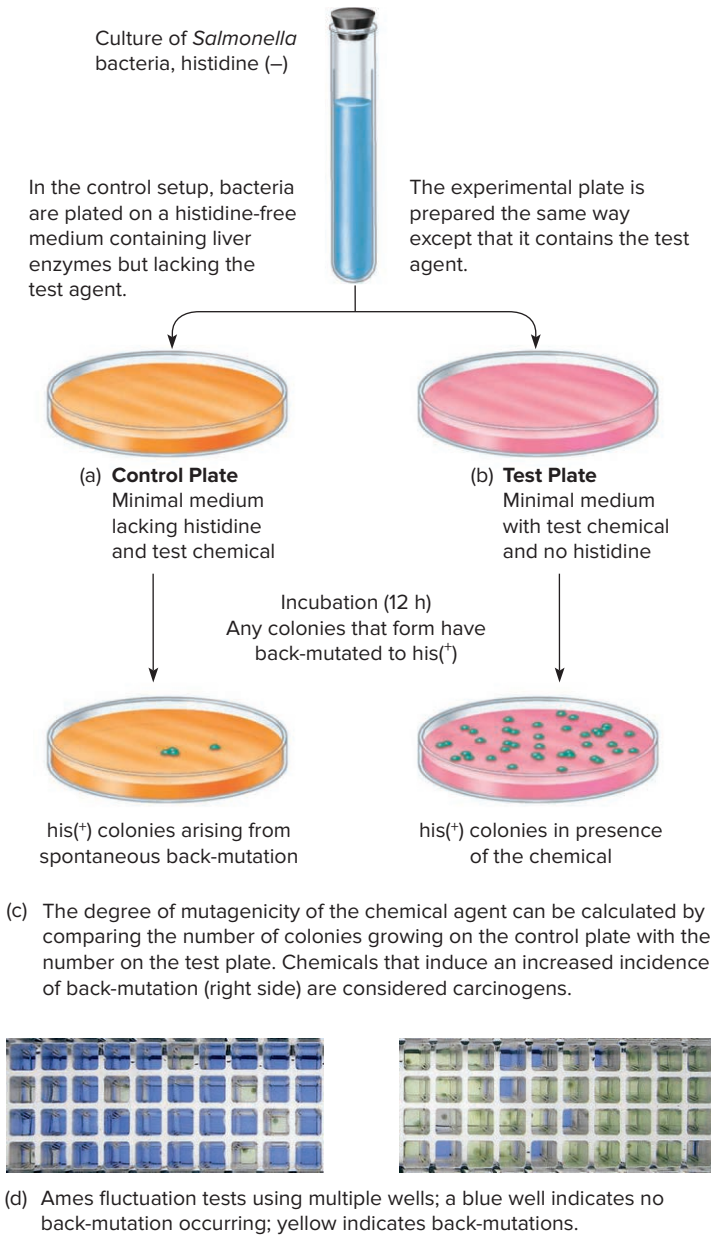 Culture of Salmonella
bacteria, histidine (–)
In the control setup, bacteria
are plated on a histidine-free
medium containing liver
enzymes but lacking the
test agent.
The experimental plate is
prepared the same way
except that it contains the test
agent.
(a) Control Plate
Minimal medium
lacking histidine
and test chemical
(b) Test Plate
Minimal medium
with test chemical
and no histidine
Incubation (12 h)
Any colonies that form have
back-mutated to his(⁺)
his(⁺) colonies arising from
spontaneous back-mutation
his(⁺) colonies in presence
of the chemical
(c) The degree of mutagenicity of the chemical agent can be calculated by
comparing the number of colonies growing on the control plate with the
number on the test plate. Chemicals that induce an increased incidence
of back-mutation (right side) are considered carcinogens.
(d) Ames fluctuation tests using multiple wells; a blue well indicates no
back-mutation occurring; yellow indicates back-mutations.